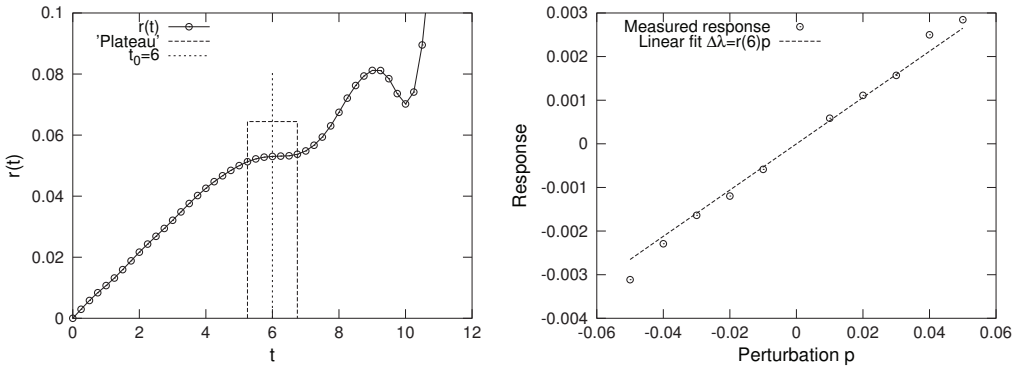 r(t)
'Plateau'
t0=6
0.1
0.08
0.06
0.04
0.02
0
r(t)
0 2 4 6 8 10 12
t
Measured response
Linear fit Δλ=r(6)p
0.003
0.002
0.001
0
-0.001
-0.002
-0.003
-0.004
Response
-0.06 -0.04 -0.02 0 0.02 0.04 0.06
Perturbation p